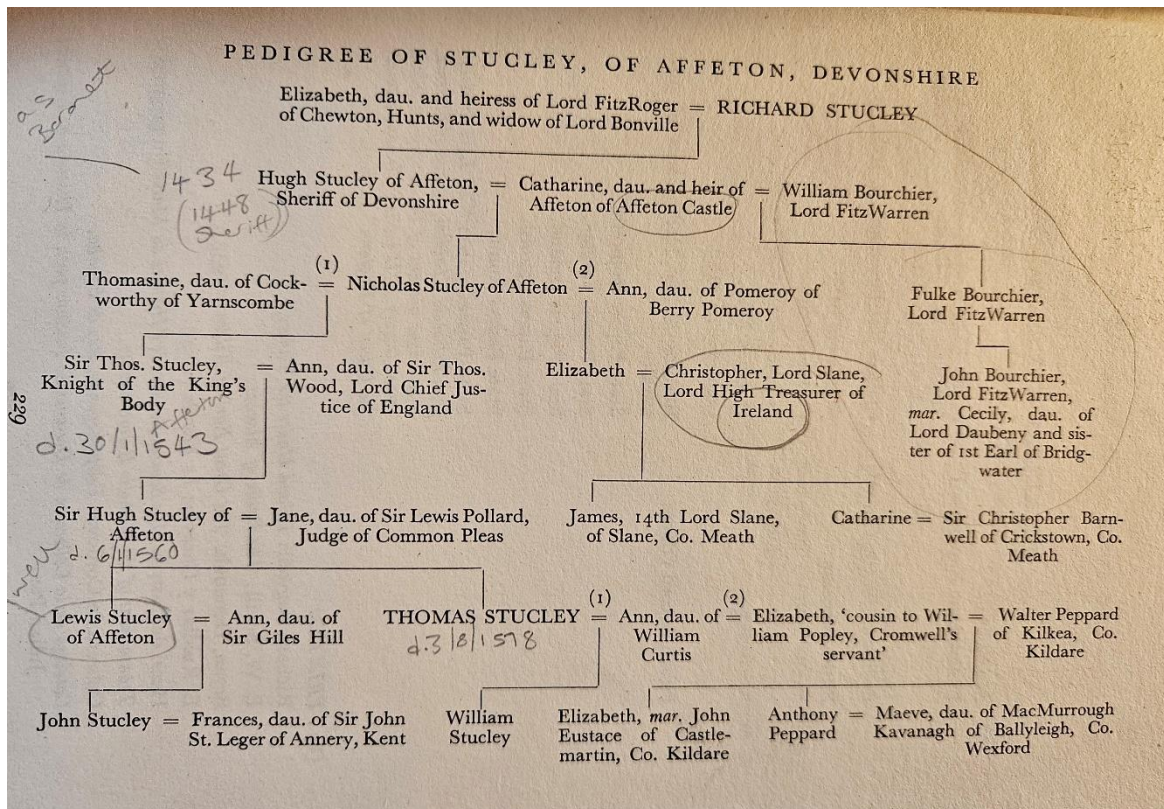 PEDIGREE OF STUCLEY, OF AFFETON, DEVONSHIRE
as
Baronet
Elizabeth, dau. and heiress of Lord FitzRoger
of Chewton, Hunts, and widow of Lord Bonville
= RICHARD STUCLEY
1434
(1448
Sheriff)
Hugh Stucley of Affeton,
Sheriff of Devonshire
=
Catharine, dau. and heir of
Affeton of Affeton Castle
=
William Bourchier,
Lord FitzWarren
Thomasine, dau. of Cock-
worthy of Yarnscombe
(1)
=
Nicholas Stucley of Affeton
(2)
=
Ann, dau. of Pomeroy of
Berry Pomeroy
Fulke Bourchier,
Lord FitzWarren
Sir Thos. Stucley,
Knight of the King's
Body
Affeton
d. 30/1/1543
=
Ann, dau. of Sir Thos.
Wood, Lord Chief Jus-
tice of England
Elizabeth =
Christopher, Lord Slane,
Lord High Treasurer of
Ireland
John Bourchier,
Lord FitzWarren,
mar. Cecily, dau. of
Lord Daubeny and sis-
ter of 1st Earl of Bridg-
water
229
Sir Hugh Stucley of
Affeton
d. 6/1/1560
=
Jane, dau. of Sir Lewis Pollard,
Judge of Common Pleas
James, 14th Lord Slane,
of Slane, Co. Meath
Catharine =
Sir Christopher Barn-
well of Crickstown, Co.
Meath
Lewis Stucley
of Affeton
=
Ann, dau. of
Sir Giles Hill
THOMAS STUCLEY
d. 3/8/1578
(1)
=
Ann, dau. of
William
Curtis
(2)
=
Elizabeth, 'cousin to Wil-
liam Popley, Cromwell's
servant'
=
Walter Peppard
of Kilkea, Co.
Kildare
John Stucley =
Frances, dau. of Sir John
St. Leger of Annery, Kent
William
Stucley
Elizabeth, mar. John
Eustace of Castle-
martin, Co. Kildare
Anthony
Peppard
=
Maeve, dau. of MacMurrough
Kavanagh of Ballyleigh, Co.
Wexford